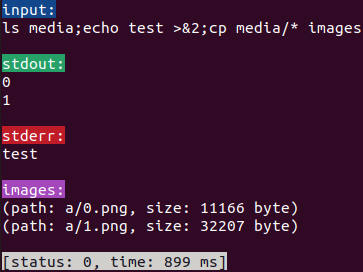 input:
ls media;echo test >&2;cp media/* images
stdout:
0
1
stderr:
test
images:
(path: a/0.png, size: 11166 byte)
(path: a/1.png, size: 32207 byte)
[status: 0, time: 899 ms]